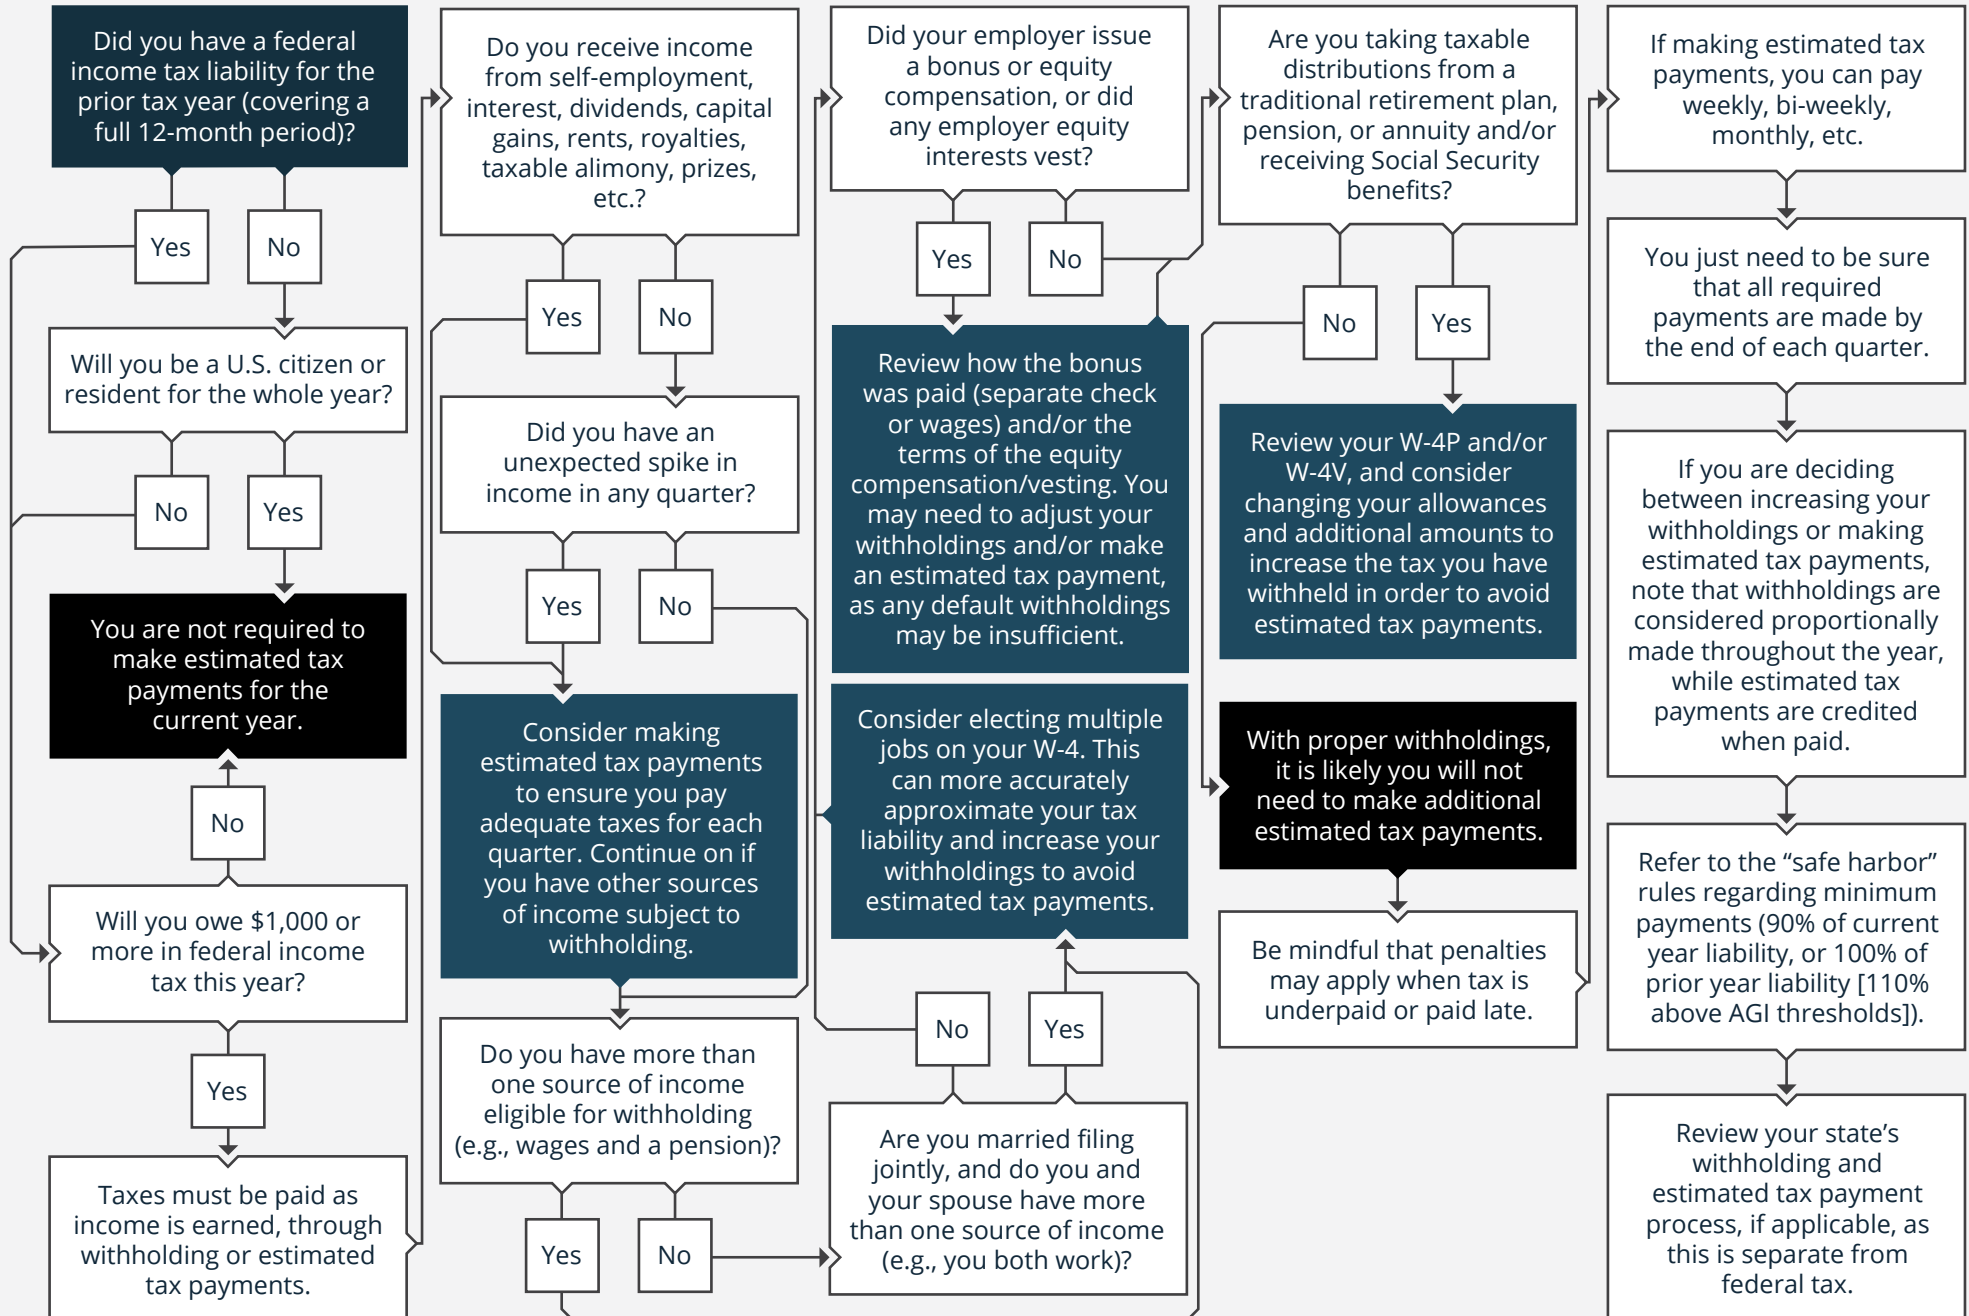 Did you have a federal
income tax liability for the
prior tax year (covering a
full 12-month period)?
Yes
No
Will you be a U.S. citizen or
resident for the whole year?
No
Yes
You are not required to
make estimated tax
payments for the
current year.
No
Will you owe $1,000 or
more in federal income
tax this year?
Yes
Taxes must be paid as
income is earned, through
withholding or estimated
tax payments.
Do you receive income
from self-employment,
interest, dividends, capital
gains, rents, royalties,
taxable alimony, prizes,
etc.?
Yes
No
Did you have an
unexpected spike in
income in any quarter?
Yes
No
Consider making
estimated tax payments
to ensure you pay
adequate taxes for each
quarter. Continue on if
you have other sources
of income subject to
withholding.
Do you have more than
one source of income
eligible for withholding
(e.g., wages and a pension)?
Yes
No
Did your employer issue
a bonus or equity
compensation, or did
any employer equity
interests vest?
Yes
No
Review how the bonus
was paid (separate check
or wages) and/or the
terms of the equity
compensation/vesting. You
may need to adjust your
withholdings and/or make
an estimated tax payment,
as any default withholdings
may be insufficient.
Consider electing multiple
jobs on your W-4. This
can more accurately
approximate your tax
liability and increase your
withholdings to avoid
estimated tax payments.
No
Yes
Are you married filing
jointly, and do you and
your spouse have more
than one source of income
(e.g., you both work)?
Are you taking taxable
distributions from a
traditional retirement plan,
pension, or annuity and/or
receiving Social Security
benefits?
No
Yes
Review your W-4P and/or
W-4V, and consider
changing your allowances
and additional amounts to
increase the tax you have
withheld in order to avoid
estimated tax payments.
With proper withholdings,
it is likely you will not
need to make additional
estimated tax payments.
Be mindful that penalties
may apply when tax is
underpaid or paid late.
If making estimated tax
payments, you can pay
weekly, bi-weekly,
monthly, etc.
You just need to be sure
that all required
payments are made by
the end of each quarter.
If you are deciding
between increasing your
withholdings or making
estimated tax payments,
note that withholdings are
considered proportionally
made throughout the year,
while estimated tax
payments are credited
when paid.
Refer to the “safe harbor”
rules regarding minimum
payments (90% of current
year liability, or 100% of
prior year liability [110%
above AGI thresholds]).
Review your state’s
withholding and
estimated tax payment
process, if applicable, as
this is separate from
federal tax.